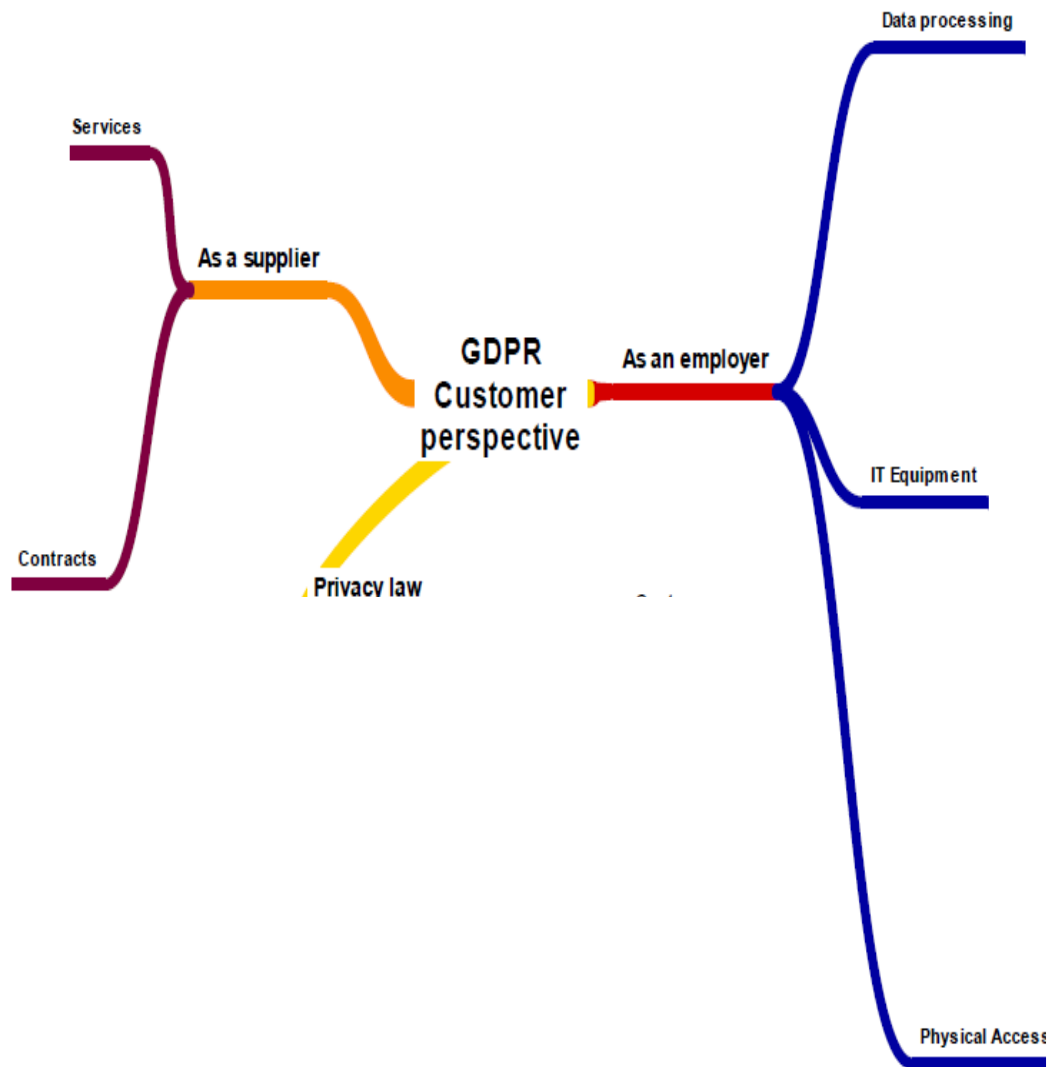 Data processing
Services
As a supplier
GDPR
Customer
perspective
As an employer
IT Equipment
Contracts
Privacy law
Physical Access